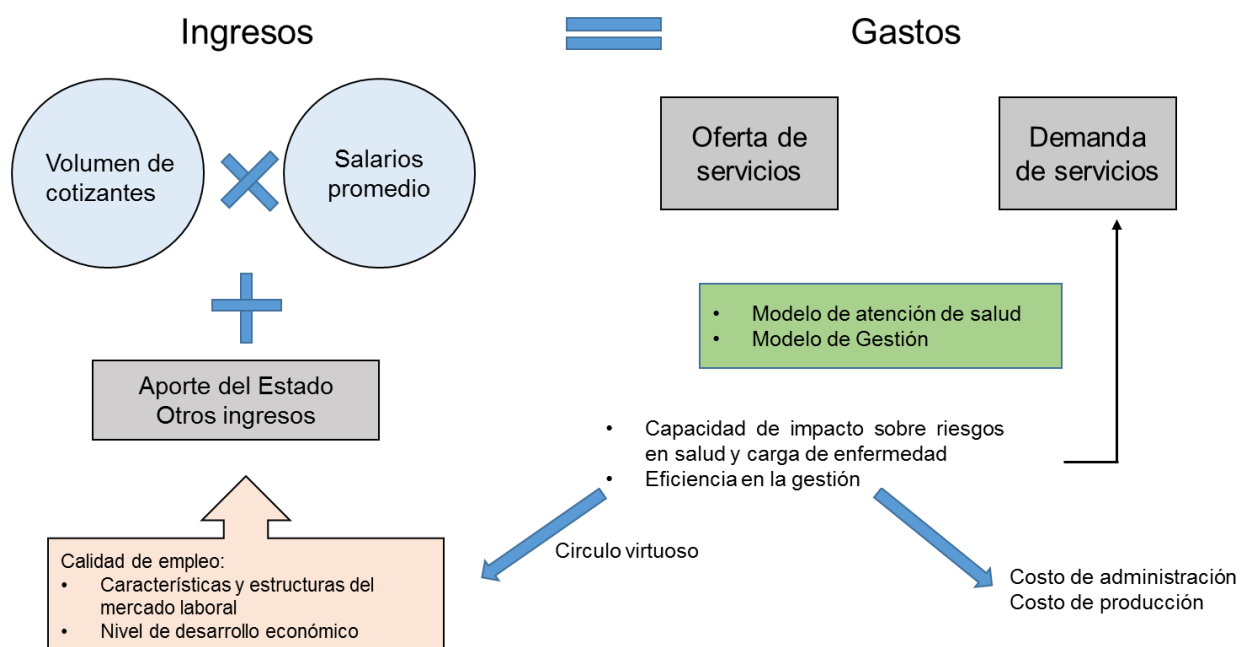 Ingresos
Gastos
Volumen de
cotizantes
Salarios
promedio
Oferta de
servicios
Demanda
de servicios
• Modelo de atención de salud
• Modelo de Gestión
Aporte del Estado
Otros ingresos
• Capacidad de impacto sobre riesgos
en salud y carga de enfermedad
• Eficiencia en la gestión
Circulo virtuoso
Calidad de empleo:
• Características y estructuras del
mercado laboral
• Nivel de desarrollo económico
Costo de administración
Costo de producción